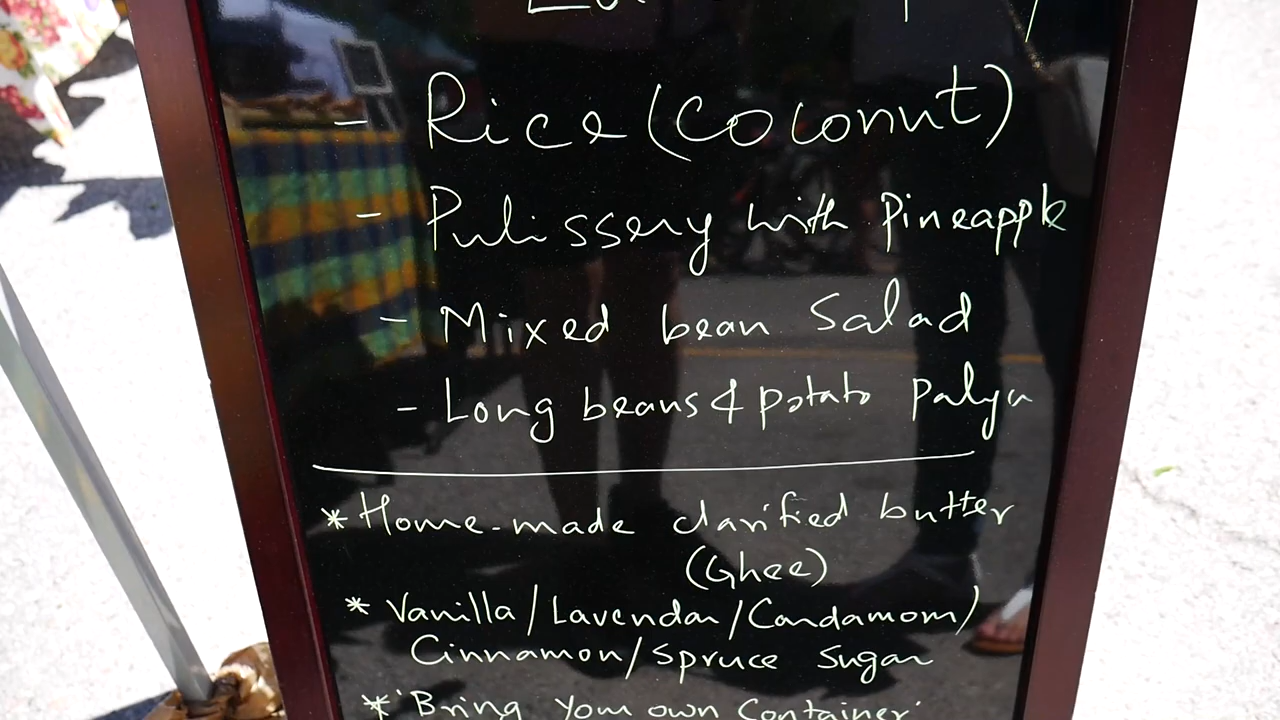 - Rice (Coconut)
- Pulissery with Pineapple
- Mixed bean Salad
- Long beans & potato Palya
* Home-made clarified butter
(Ghee)
* Vanilla/Lavendar/Cardamom/
Cinnamon/Spruce Sugar
* 'Bring Your own Container'